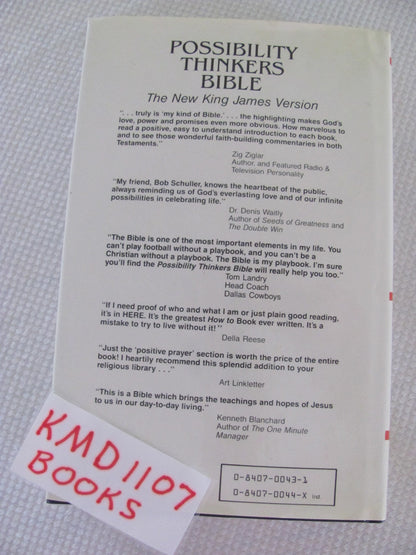 POSSIBILITY
THINKERS
BIBLE
The New King James Version
". . . truly is 'my kind of Bible.' . . . the highlighting makes God's
love, power and promises even more obvious. How marvelous to
read a positive, easy to understand introduction to each book,
and to see those wonderful faith-building commentaries in both
Testaments."
Zig Ziglar
Author, and Featured Radio &
Television Personality
"My friend, Bob Schuller, knows the heartbeat of the public,
always reminding us of God's everlasting love and of our infinite
possibilities in celebrating life."
Dr. Denis Waitly
Author of Seeds of Greatness and
The Double Win
"The Bible is one of the most important elements in my life. You
can't play football without a playbook, and you can't be a
Christian without a playbook. The Bible is my playbook. I'm sure
you'll find the Possibility Thinkers Bible will really help you too."
Tom Landry
Head Coach
Dallas Cowboys
"If I need proof of who and what I am or just plain good reading,
it's in HERE. It's the greatest How to Book ever written. It's a
mistake to try to live without it!"
Della Reese
"Just the 'positive prayer' section is worth the price of the entire
book! I heartily recommend this splendid addition to your
religious library . . ."
Art Linkletter
"This is a Bible which brings the teachings and hopes of Jesus
to us in our day-to-day living."
Kenneth Blanchard
Author of The One Minute
Manager
0-8407-0043-1
0-8407-0044-X ind.
KMD1107
BOOKS